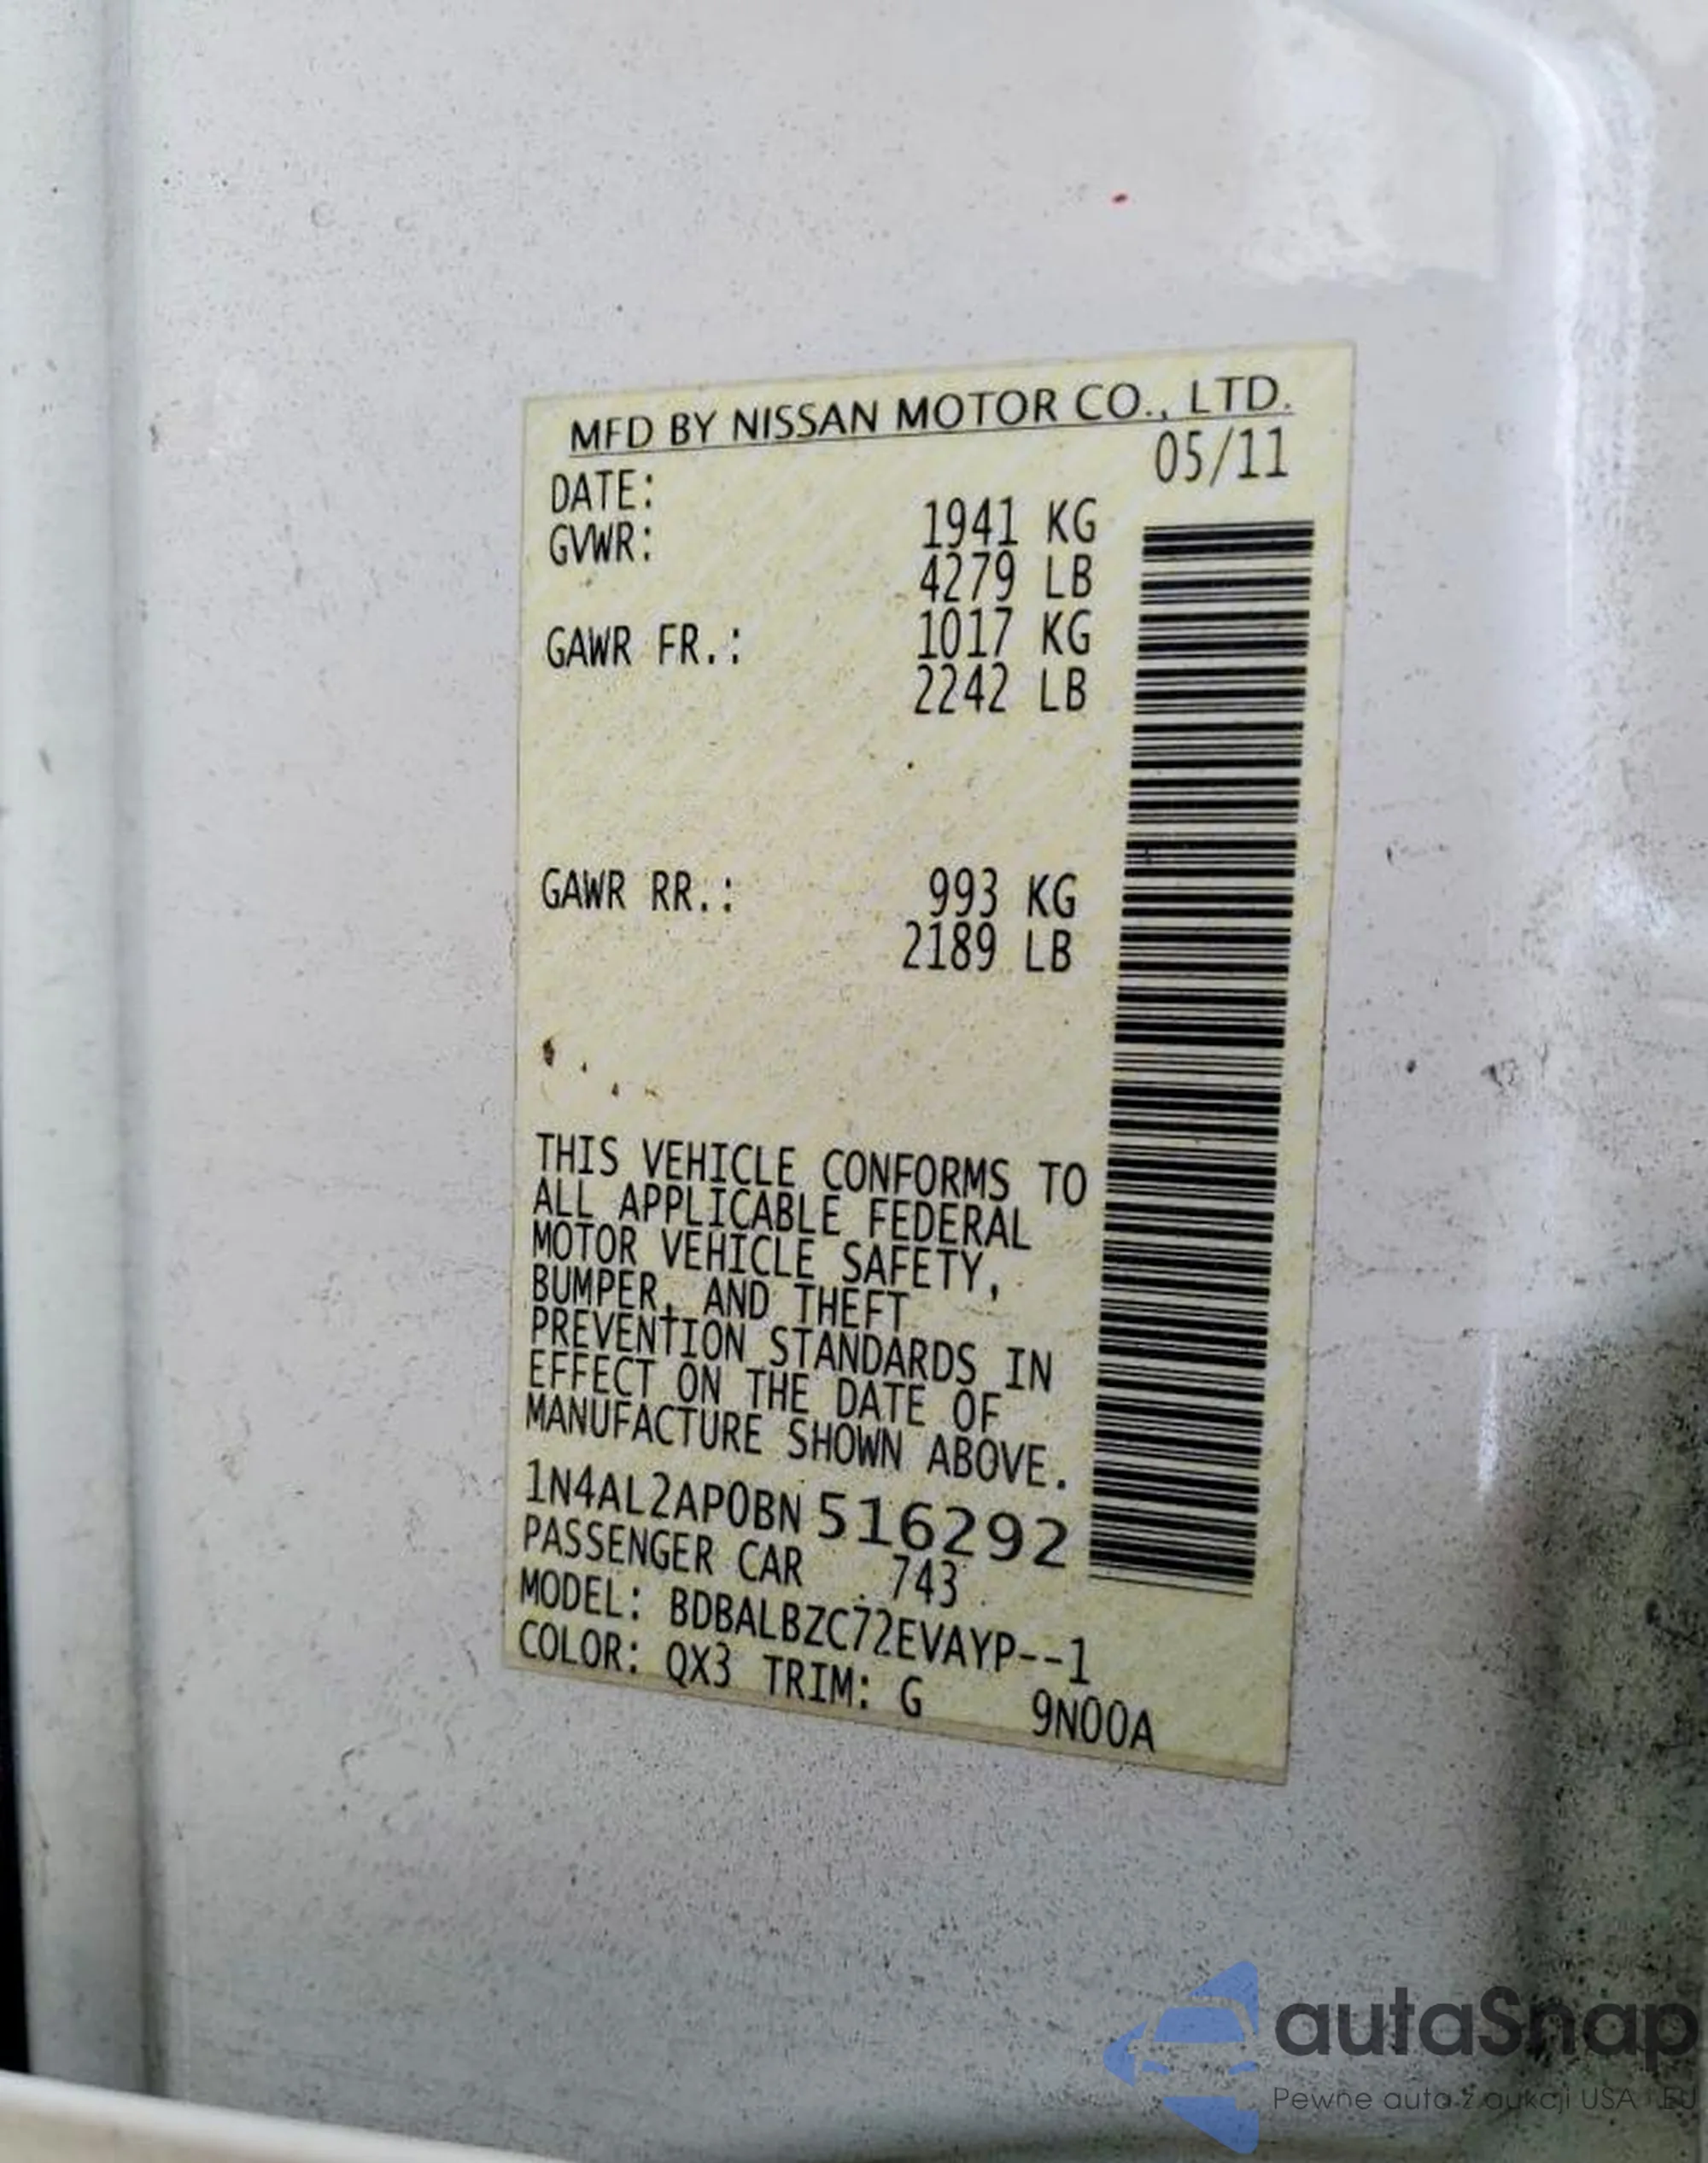 MFD BY NISSAN MOTOR CO., LTD.
DATE: 05/11
GVWR: 1941 KG
4279 LB
GAWR FR.: 1017 KG
2242 LB
GAWR RR.: 993 KG
2189 LB
THIS VEHICLE CONFORMS TO
ALL APPLICABLE FEDERAL
MOTOR VEHICLE SAFETY,
BUMPER, AND THEFT
PREVENTION STANDARDS IN
EFFECT ON THE DATE OF
MANUFACTURE SHOWN ABOVE.
1N4AL2AP0BN 516292
PASSENGER CAR 743
MODEL: BDBALBZC72EVAYP--1
COLOR: QX3 TRIM: G 9N00A
autaSnap
Pewne auta z aukcji USA i EU